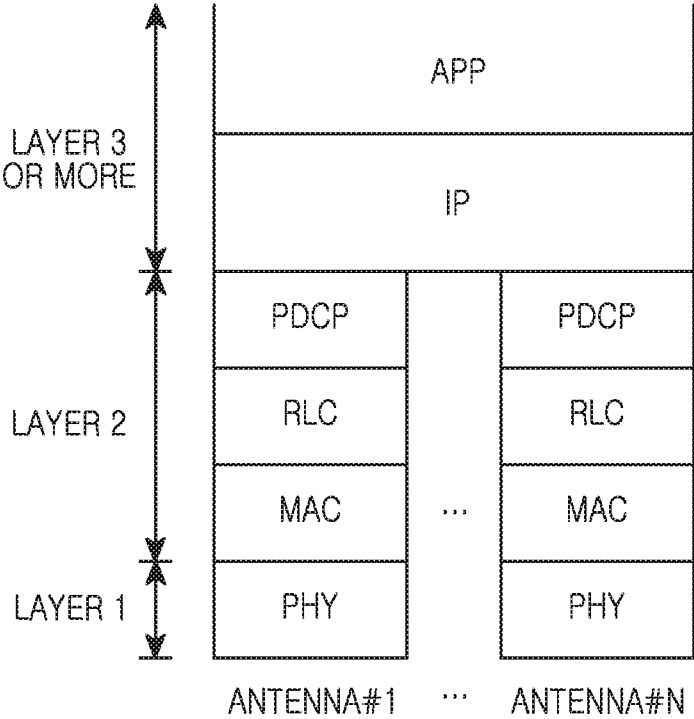 APP
LAYER 3
OR MORE
IP
PDCP PDCP
RLC RLC
LAYER 2
MAC ... MAC
LAYER 1 PHY PHY
ANTENNA#1 ... ANTENNA#N